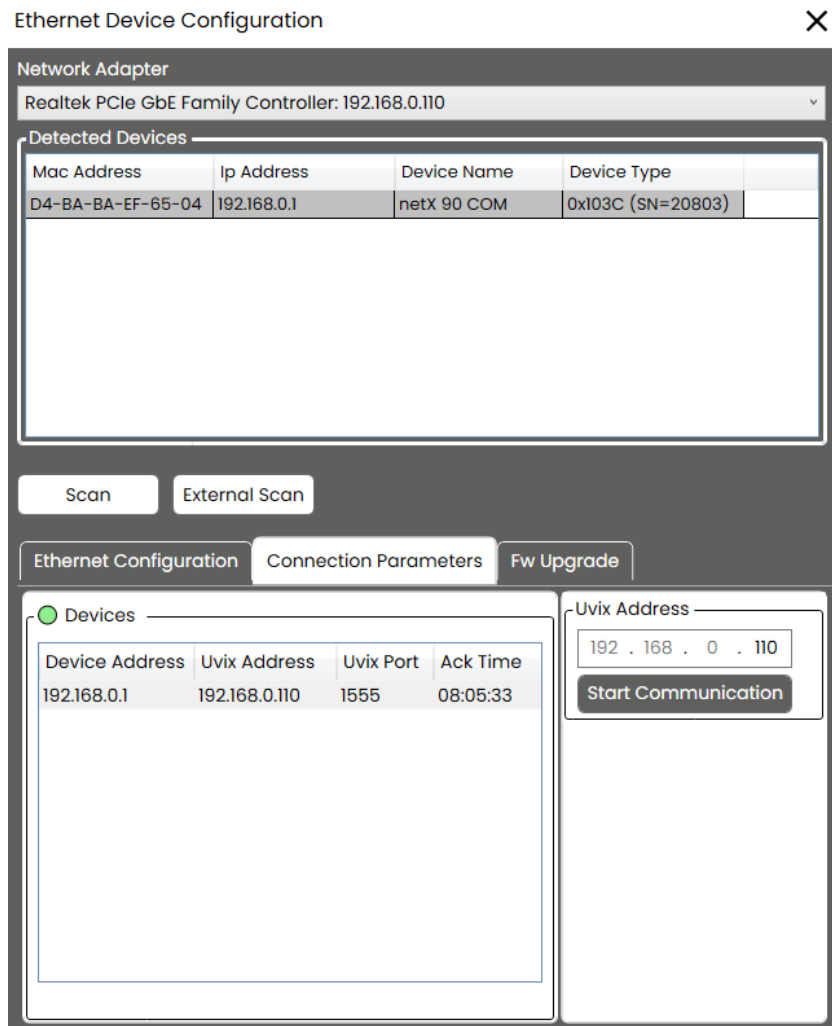 Ethernet Device Configuration
Network Adapter
Realtek PCIe GbE Family Controller: 192.168.0.110
Detected Devices
Mac Address Ip Address Device Name Device Type
D4-BA-BA-EF-65-04 192.168.0.1 netX 90 COM 0x103C (SN=20803)
Scan External Scan
Ethernet Configuration Connection Parameters Fw Upgrade
Devices
Device Address Uvix Address Uvix Port Ack Time
192.168.0.1 192.168.0.110 1555 08:05:33
Uvix Address
192 . 168 . 0 . 110
Start Communication